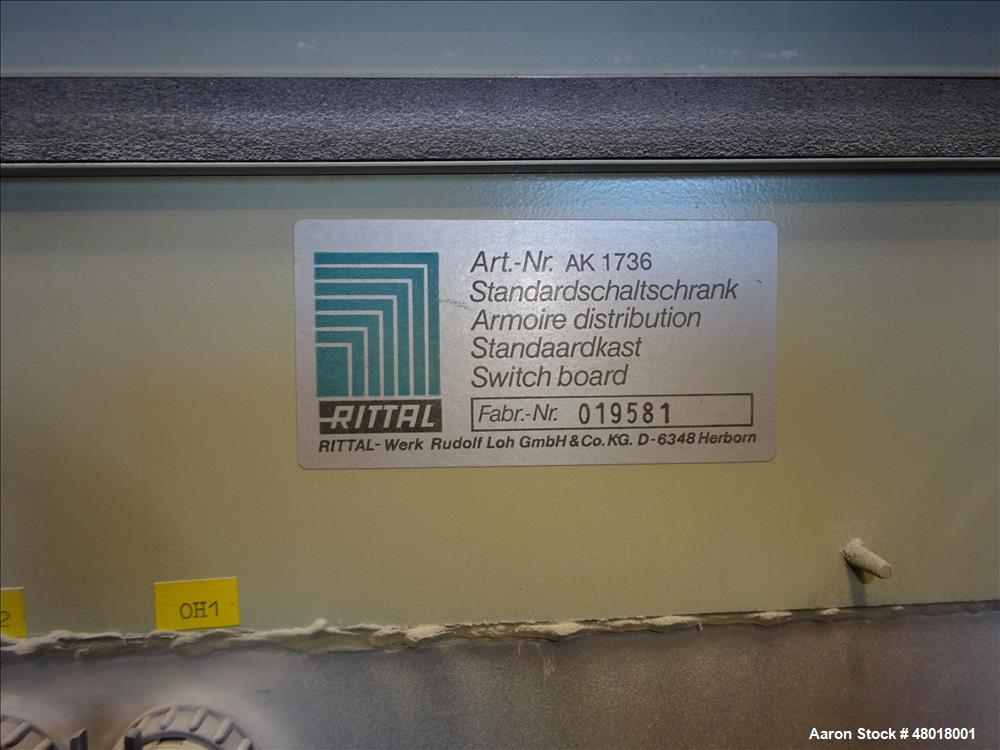 Art.-Nr. AK 1736
Standardschaltschrank
Armoire distribution
Standaardkast
Switch board
Fabr.-Nr. 019581
RITTAL
RITTAL-Werk Rudolf Loh GmbH & Co. KG. D-6348 Herborn
2
OH1
Aaron Stock # 48018001